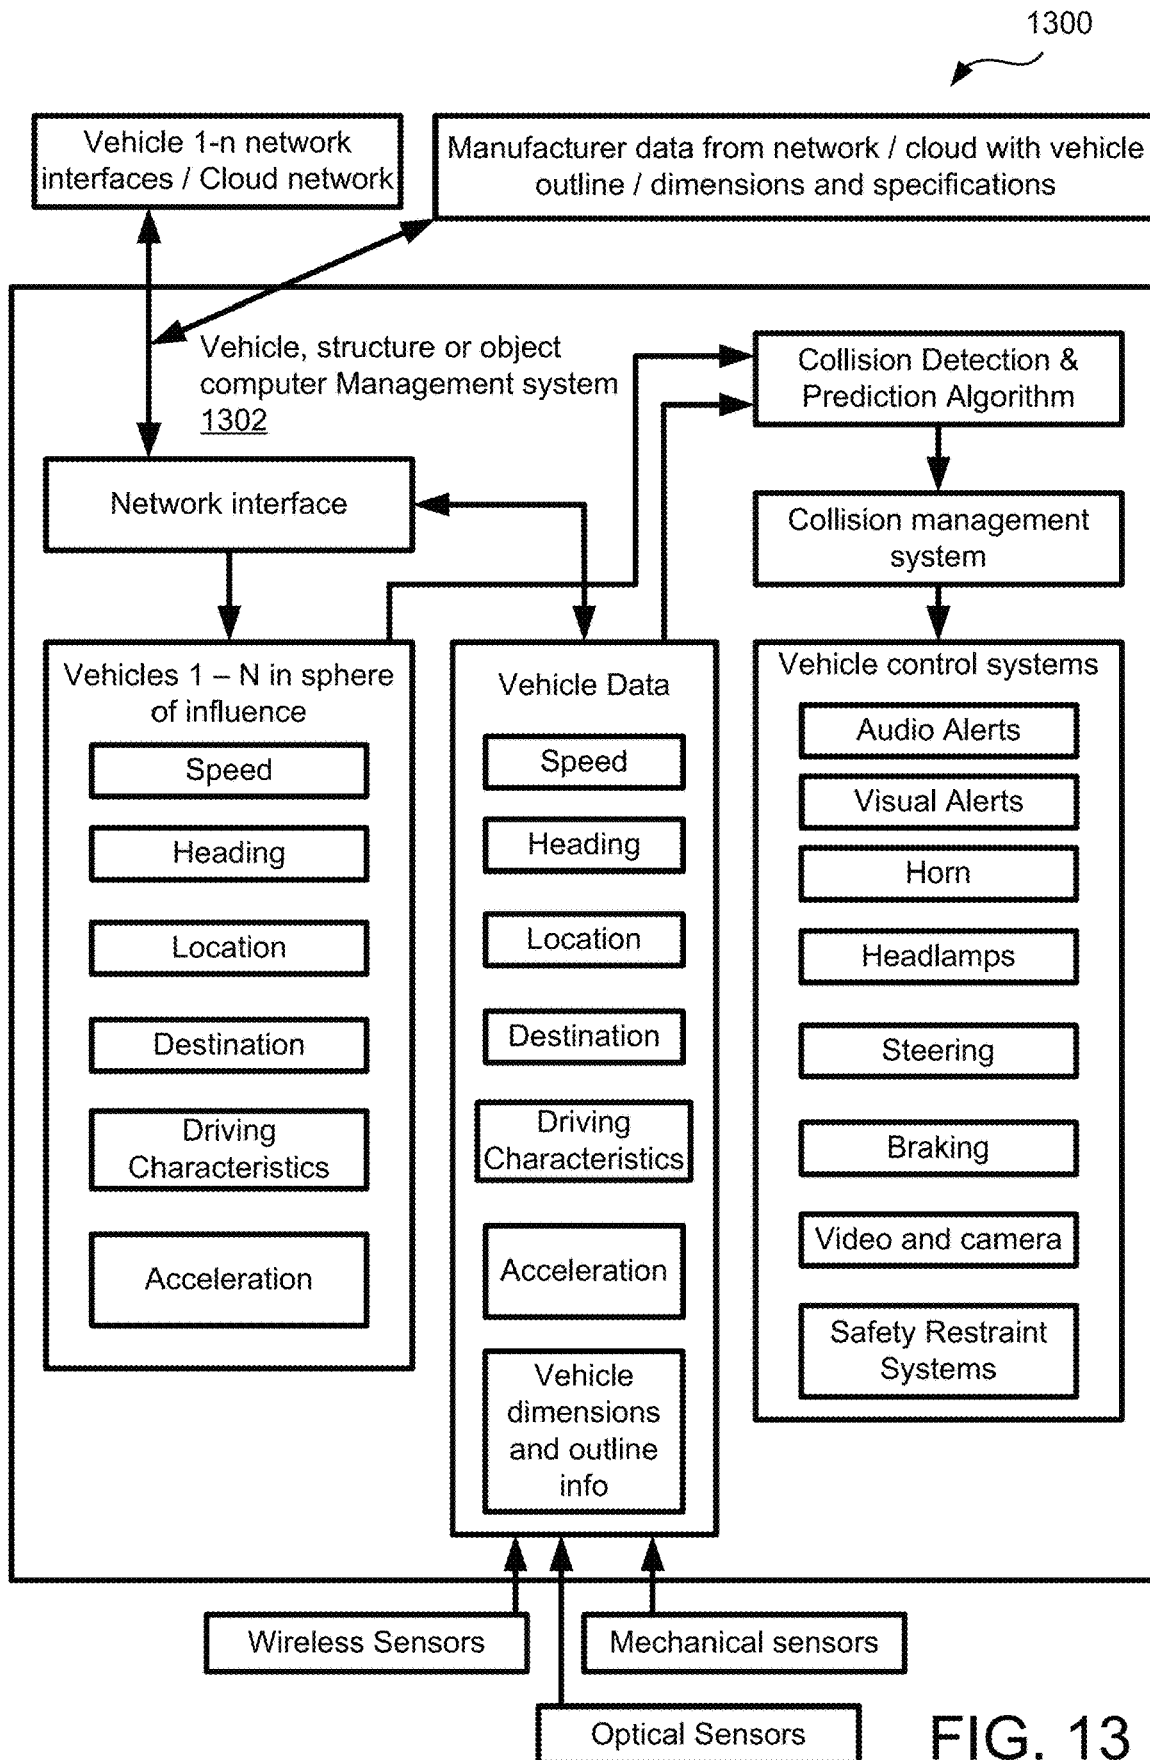 1300
Vehicle 1-n network
interfaces / Cloud network
Manufacturer data from network / cloud with vehicle
outline / dimensions and specifications
Vehicle, structure or object
computer Management system
1302
Network interface
Collision Detection &
Prediction Algorithm
Collision management
system
Vehicles 1 – N in sphere
of influence
Speed
Heading
Location
Destination
Driving
Characteristics
Acceleration
Vehicle Data
Speed
Heading
Location
Destination
Driving
Characteristics
Acceleration
Vehicle
dimensions
and outline
info
Vehicle control systems
Audio Alerts
Visual Alerts
Horn
Headlamps
Steering
Braking
Video and camera
Safety Restraint
Systems
Wireless Sensors
Mechanical sensors
Optical Sensors
FIG. 13